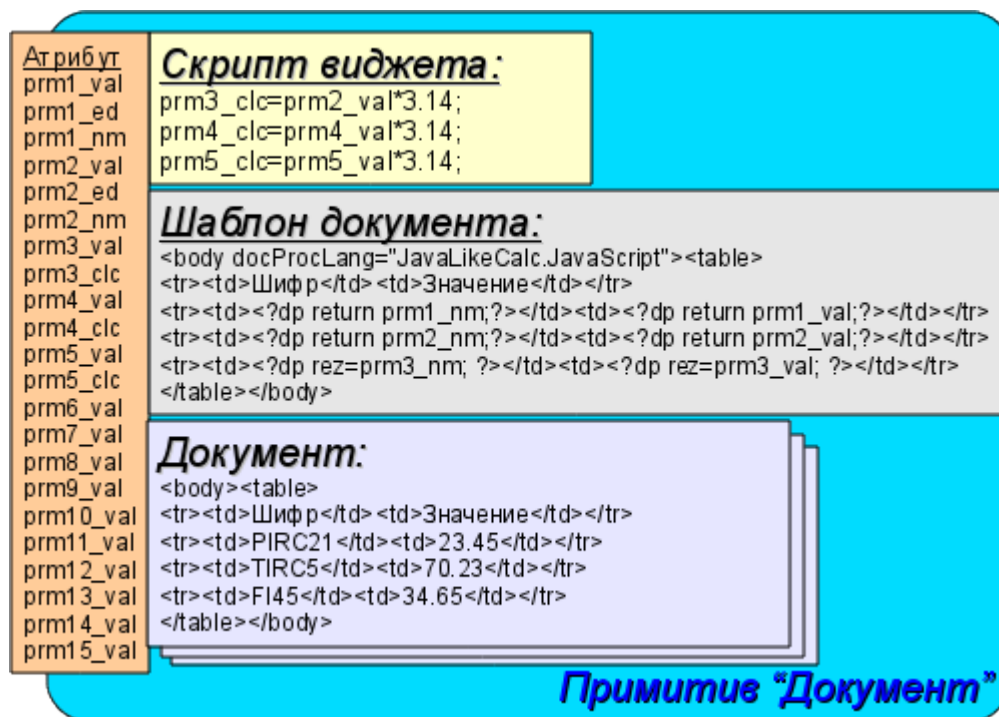 Атрибут
prm1_val
prm1_ed
prm1_nm
prm2_val
prm2_ed
prm2_nm
prm3_val
prm3_clc
prm4_val
prm4_clc
prm5_val
prm5_clc
prm6_val
prm7_val
prm8_val
prm9_val
prm10_val
prm11_val
prm12_val
prm13_val
prm14_val
prm15_val
Скрипт виджета:
prm3_clc=prm2_val*3.14;
prm4_clc=prm4_val*3.14;
prm5_clc=prm5_val*3.14;
Шаблон документа:
<body docProcLang="JavaLikeCalc.JavaScript"><table>
<tr><td>Шифр</td><td>Значение</td></tr>
<tr><td><?dp return prm1_nm;?></td><td><?dp return prm1_val;?></td></tr>
<tr><td><?dp return prm2_nm;?></td><td><?dp return prm2_val;?></td></tr>
<tr><td><?dp rez=prm3_nm; ?></td><td><?dp rez=prm3_val; ?></td></tr>
</table></body>
Документ:
<body><table>
<tr><td>Шифр</td><td>Значение</td></tr>
<tr><td>PIRC21</td><td>23.45</td></tr>
<tr><td>TIRC5</td><td>70.23</td></tr>
<tr><td>FI45</td><td>34.65</td></tr>
</table></body>
Примитив “Документ”